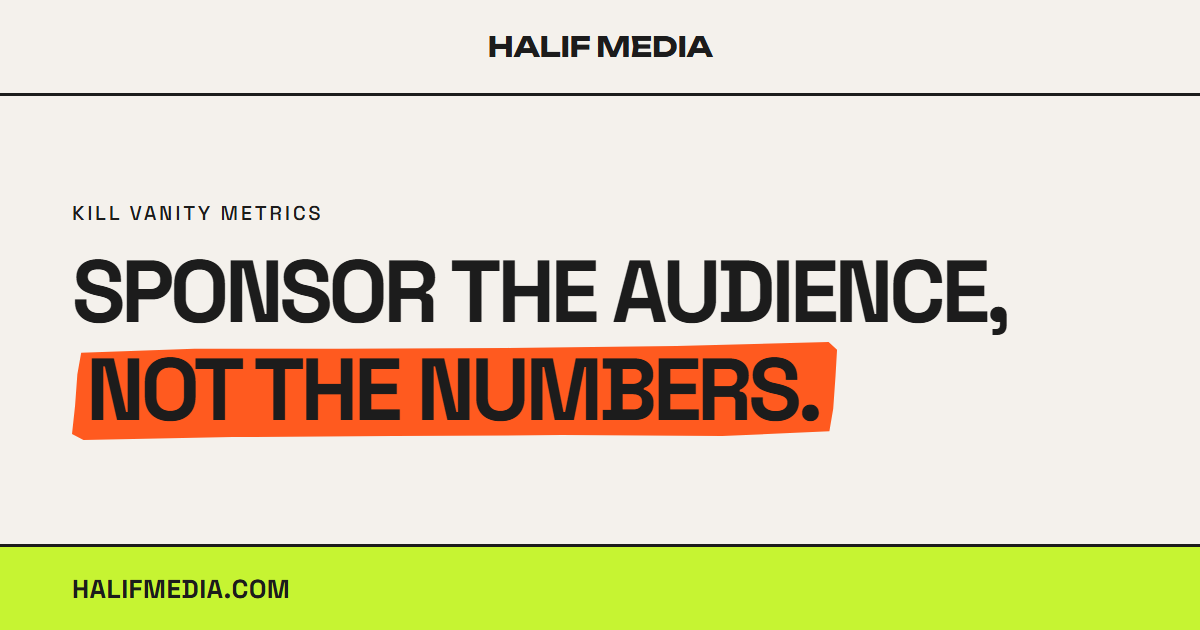 HALIF MEDIA
KILL VANITY METRICS
SPONSOR THE AUDIENCE,
NOT THE NUMBERS.
HALIFMEDIA.COM